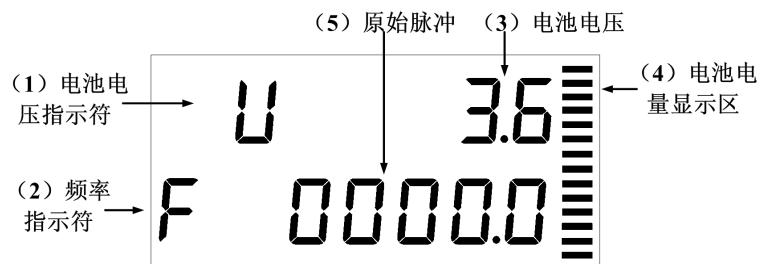 （5）原始脉冲 （3）电池电压
（1）电池电
压指示符
U 3.6
（4）电池电
量显示区
（2）频率
指示符
F 0000.0